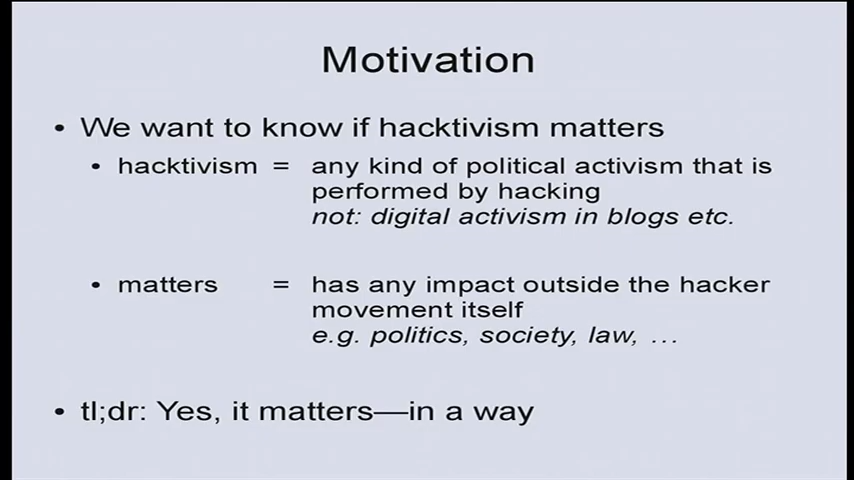 Motivation
• We want to know if hacktivism matters
• hacktivism = any kind of political activism that is
performed by hacking
not: digital activism in blogs etc.
• matters = has any impact outside the hacker
movement itself
e.g. politics, society, law, …
• tl;dr: Yes, it matters—in a way